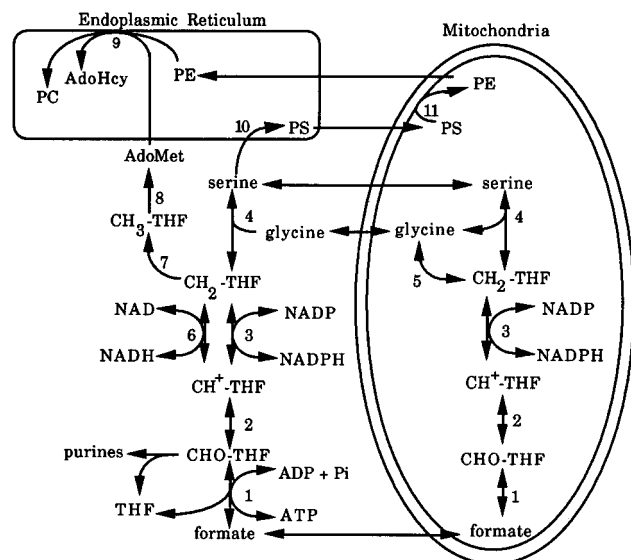 Endoplasmic Reticulum
Mitochondria
9
PC
AdoHcy
PE
PE
11
10
PS
PS
AdoMet
serine
serine
8
4
4
CH3-THF
glycine
glycine
7
5
CH2-THF
CH2-THF
NAD
NADP
NADP
6
3
3
NADH
NADPH
NADPH
CH+-THF
CH+-THF
2
2
purines
CHO-THF
CHO-THF
ADP + Pi
1
1
THF
ATP
formate
formate